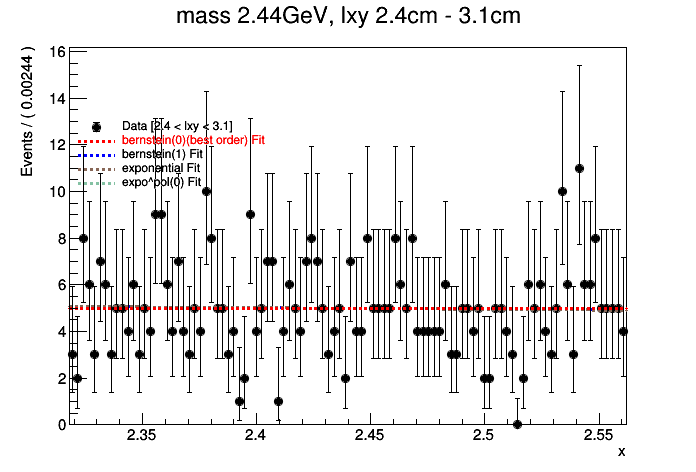 mass 2.44GeV, lxy 2.4cm - 3.1cm
Events / ( 0.00244 )
16
14
12
10
8
6
4
2
0
Data [2.4 < lxy < 3.1]
bernstein(0)(best order) Fit
bernstein(1) Fit
exponential Fit
expo^pol(0) Fit
2.35 2.4 2.45 2.5 2.55
x